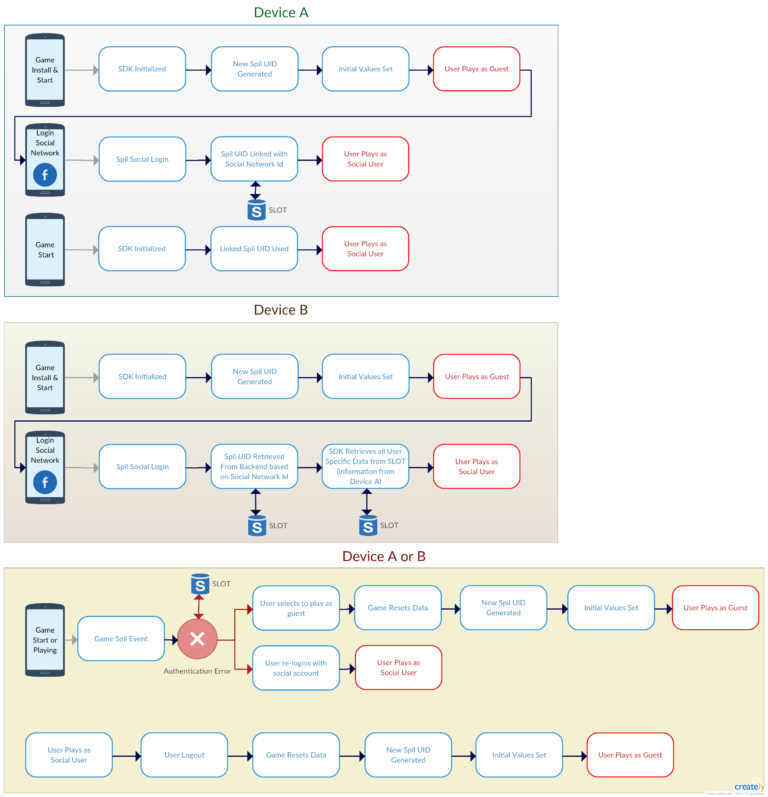 Device A
Game
Install &
Start
SDK Initialized
New Spil UID
Generated
Initial Values Set
User Plays as Guest
Login
Social
Network
f
Spil Social Login
Spil UID Linked with
Social Network Id
User Plays as
Social User
S SLOT
Game
Start
SDK Initialized
Linked Spil UID Used
User Plays as
Social User
Device B
Game
Install &
Start
SDK Initialized
New Spil UID
Generated
Initial Values Set
User Plays as Guest
Login
Social
Network
f
Spil Social Login
Spil UID Retrieved
From Backend based
on Social Network Id
SDK Retrieves all User
Specific Data from SLOT
(information from
Device A)
User Plays as
Social User
S SLOT
S SLOT
Device A or B
S SLOT
Game
Start or
Playing
Game Spil Event
Authentication Error
User selects to play as
guest
Game Resets Data
New Spil UID
Generated
Initial Values Set
User Plays as Guest
User re-logins with
social account
User Plays as
Social User
User Plays as
Social User
User Logout
Game Resets Data
New Spil UID
Generated
Initial Values Set
User Plays as Guest
creately